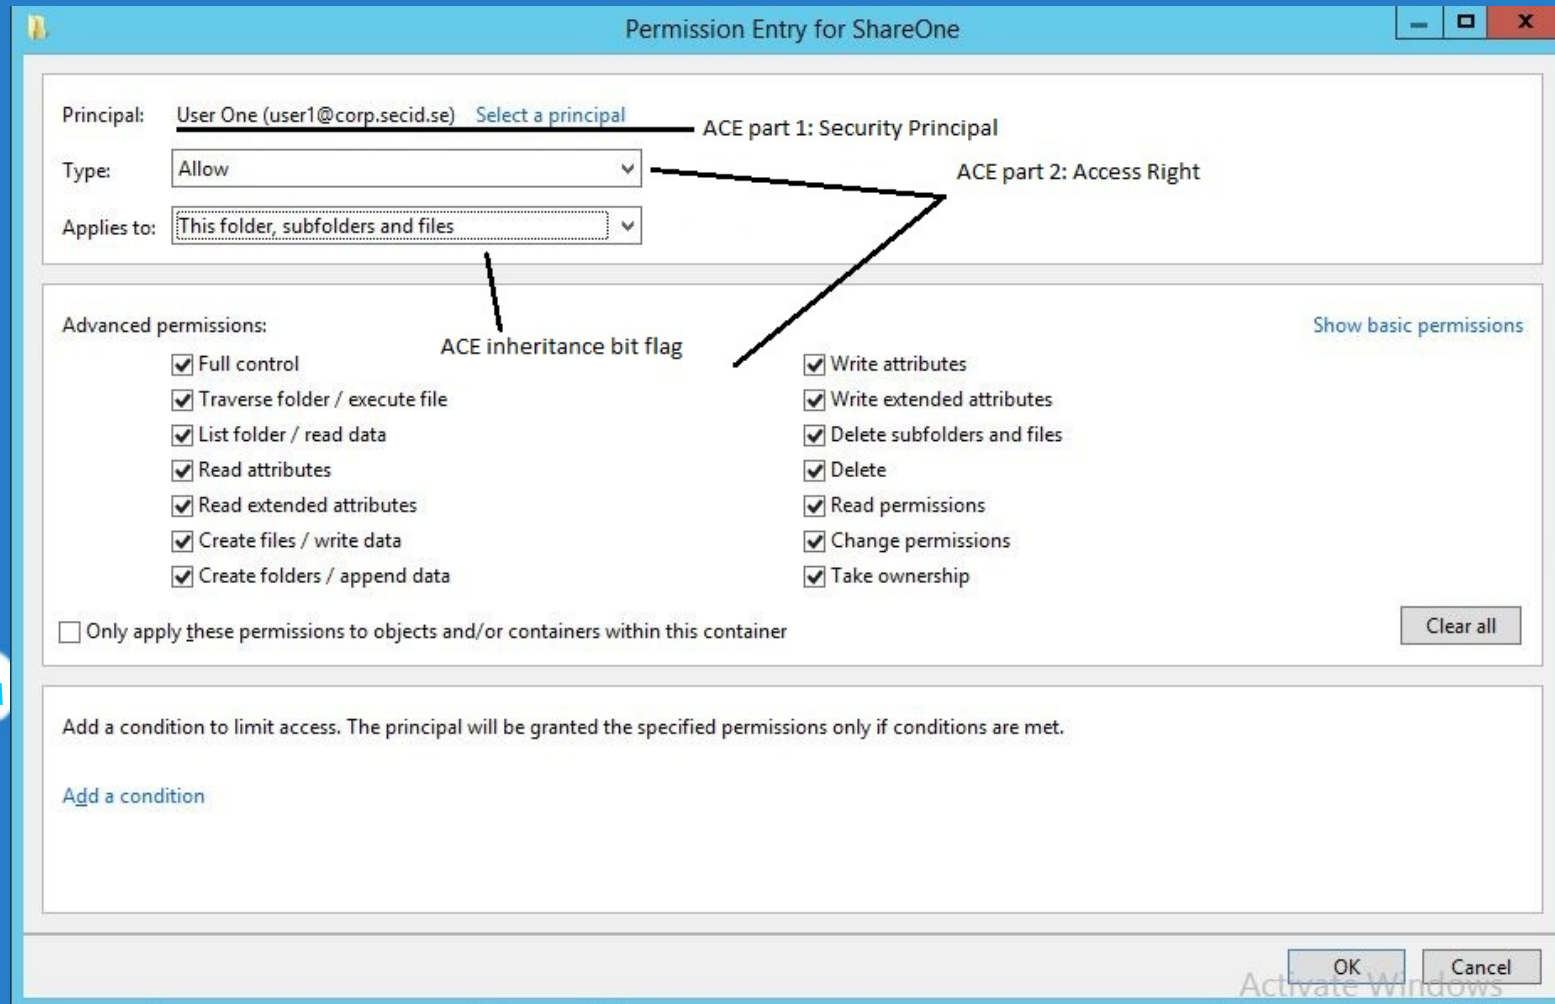 Permission Entry for ShareOne
Principal: User One (user1@corp.secid.se) Select a principal
ACE part 1: Security Principal
Type: Allow
ACE part 2: Access Right
Applies to: This folder, subfolders and files
Advanced permissions:
Show basic permissions
ACE inheritance bit flag
Full control
Write attributes
Traverse folder / execute file
Write extended attributes
List folder / read data
Delete subfolders and files
Read attributes
Delete
Read extended attributes
Read permissions
Create files / write data
Change permissions
Create folders / append data
Take ownership
Only apply these permissions to objects and/or containers within this container
Clear all
Add a condition to limit access. The principal will be granted the specified permissions only if conditions are met.
Add a condition
OK
Cancel
Activate Windows